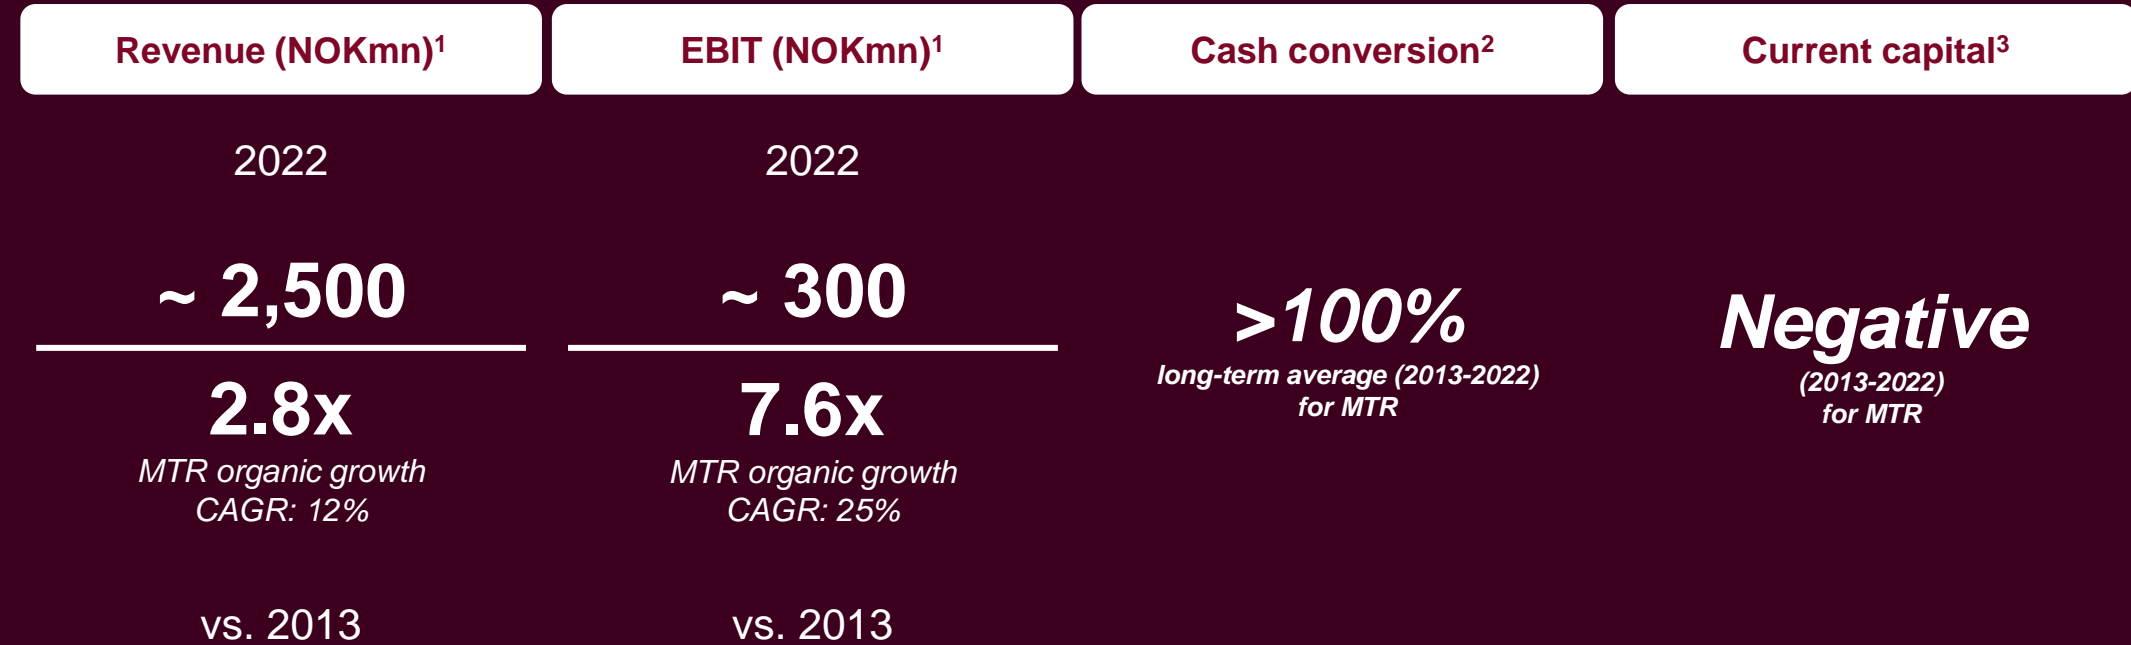 Revenue (NOKmn)¹
EBIT (NOKmn)¹
Cash conversion²
Current capital³
2022
~ 2,500
2.8x
MTR organic growth
CAGR: 12%
vs. 2013
2022
~ 300
7.6x
MTR organic growth
CAGR: 25%
vs. 2013
>100%
long-term average (2013-2022)
for MTR
Negative
(2013-2022)
for MTR